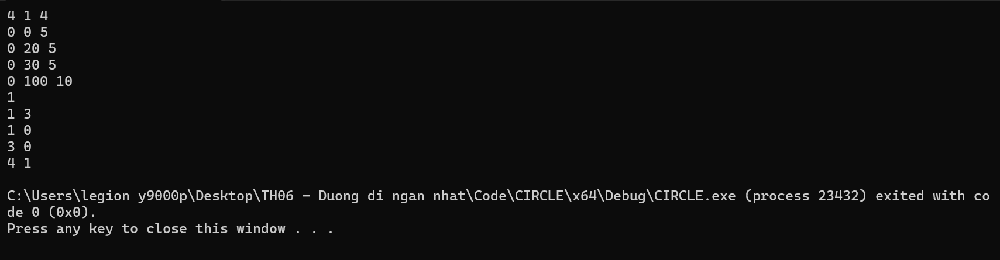 4 1 4
0 0 5
0 20 5
0 30 5
0 100 10
1
1 3
1 0
3 0
4 1
C:\Users\legion y9000p\Desktop\TH06 - Duong di ngan nhat\Code\CIRCLE\x64\Debug\CIRCLE.exe (process 23432) exited with co
de 0 (0x0).
Press any key to close this window . . .